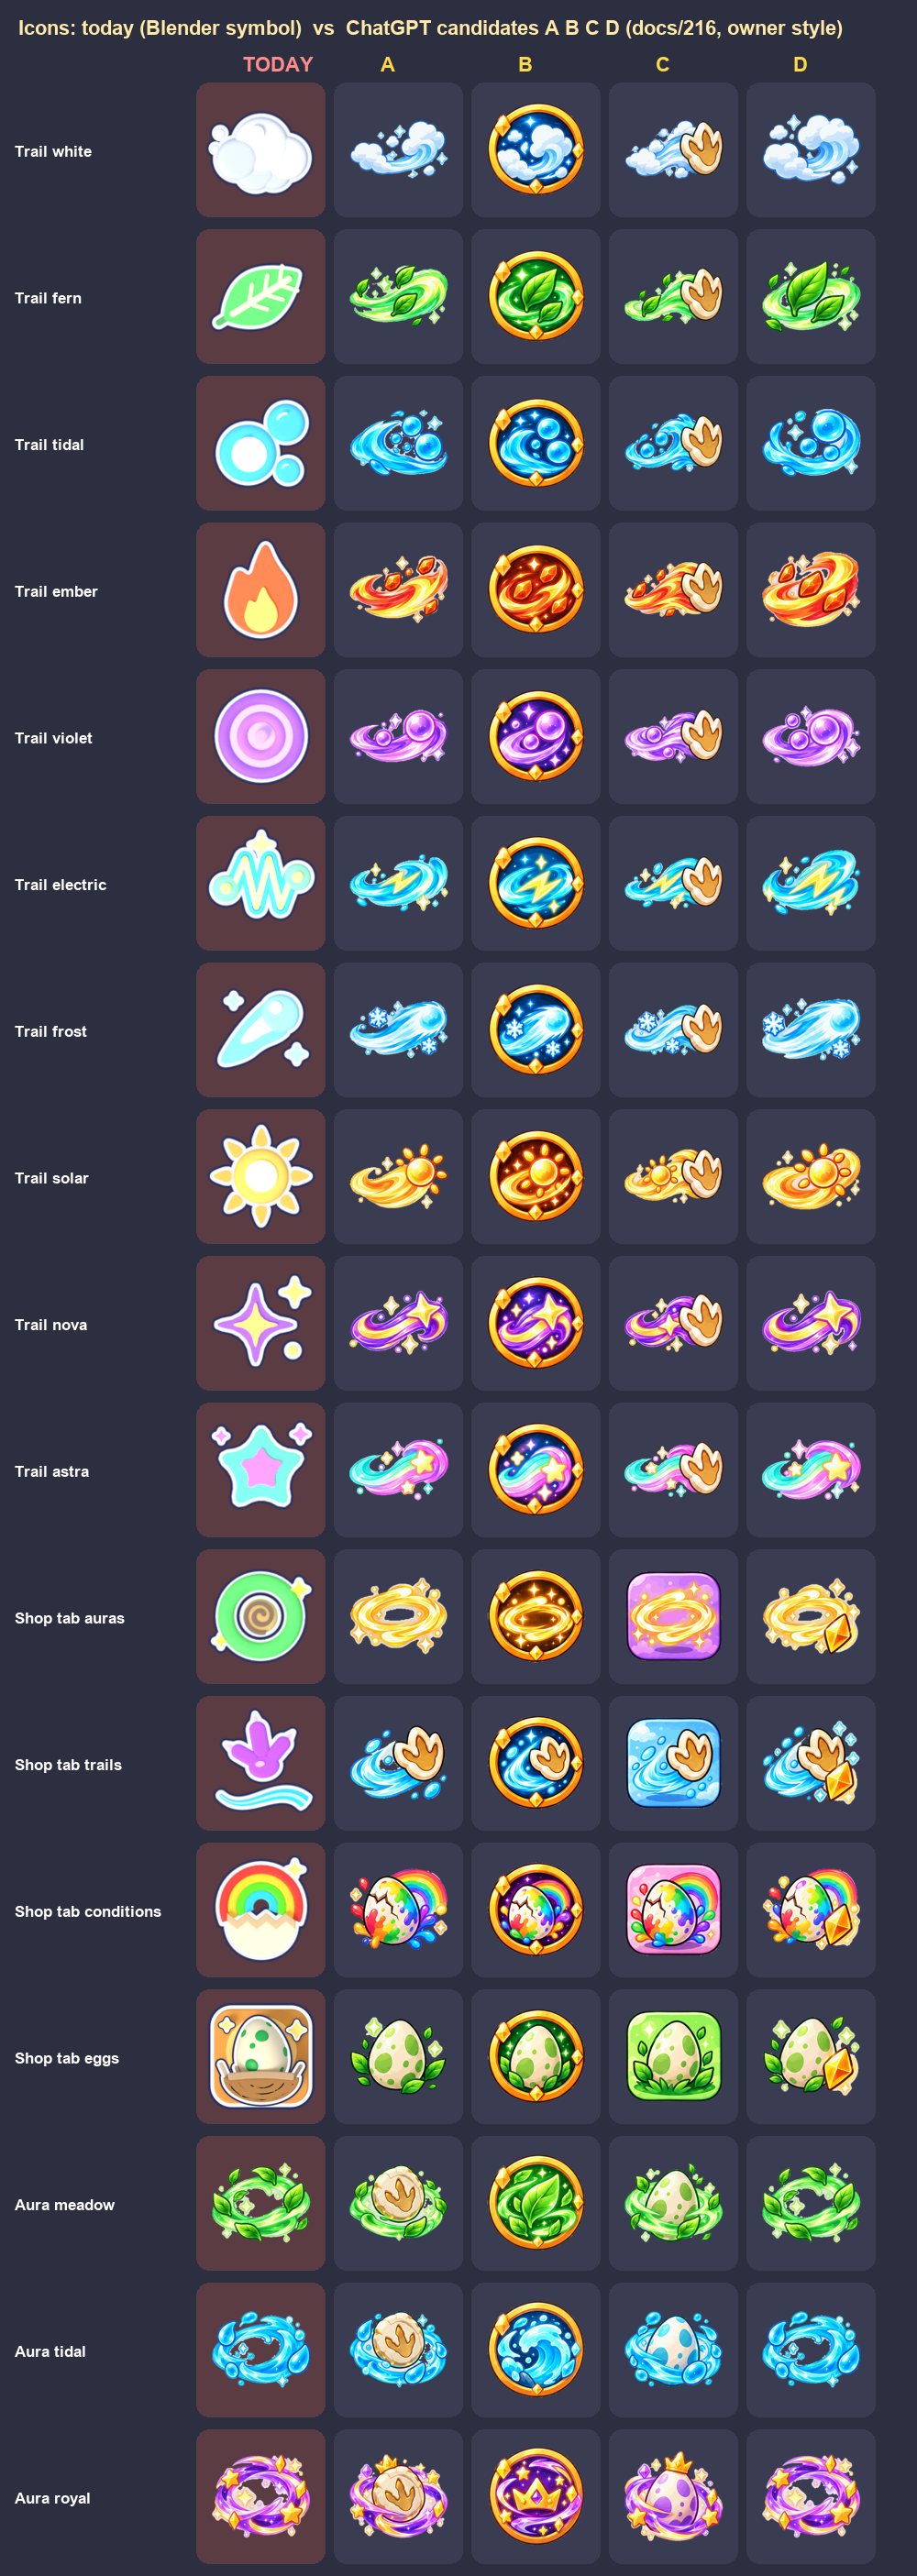 Icons: today (Blender symbol)  vs  ChatGPT candidates A B C D (docs/216, owner style)
TODAY A B C D
Trail white
Trail fern
Trail tidal
Trail ember
Trail violet
Trail electric
Trail frost
Trail solar
Trail nova
Trail astra
Shop tab auras
Shop tab trails
Shop tab conditions
Shop tab eggs
Aura meadow
Aura tidal
Aura royal